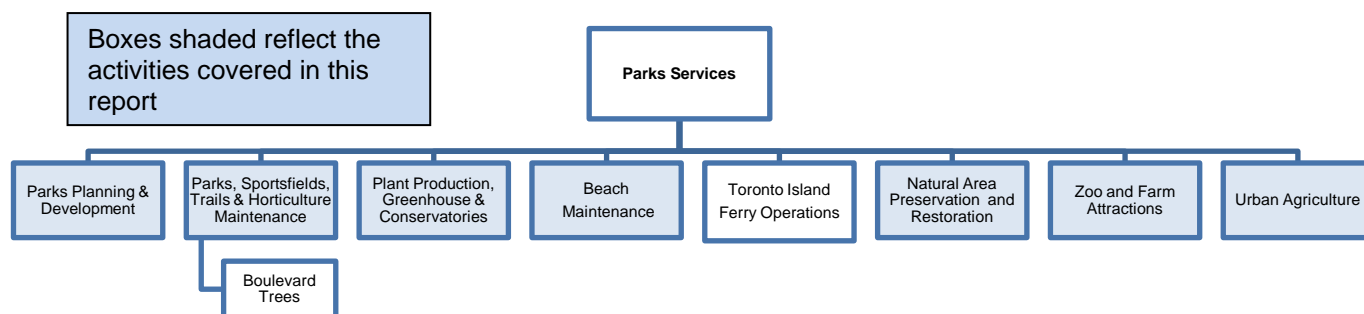 Boxes shaded reflect the
activities covered in this
report
Parks Services
Parks Planning &
Development
Parks, Sportsfields,
Trails & Horticulture
Maintenance
Plant Production,
Greenhouse &
Conservatories
Beach
Maintenance
Toronto Island
Ferry Operations
Natural Area
Preservation and
Restoration
Zoo and Farm
Attractions
Urban Agriculture
Boulevard
Trees